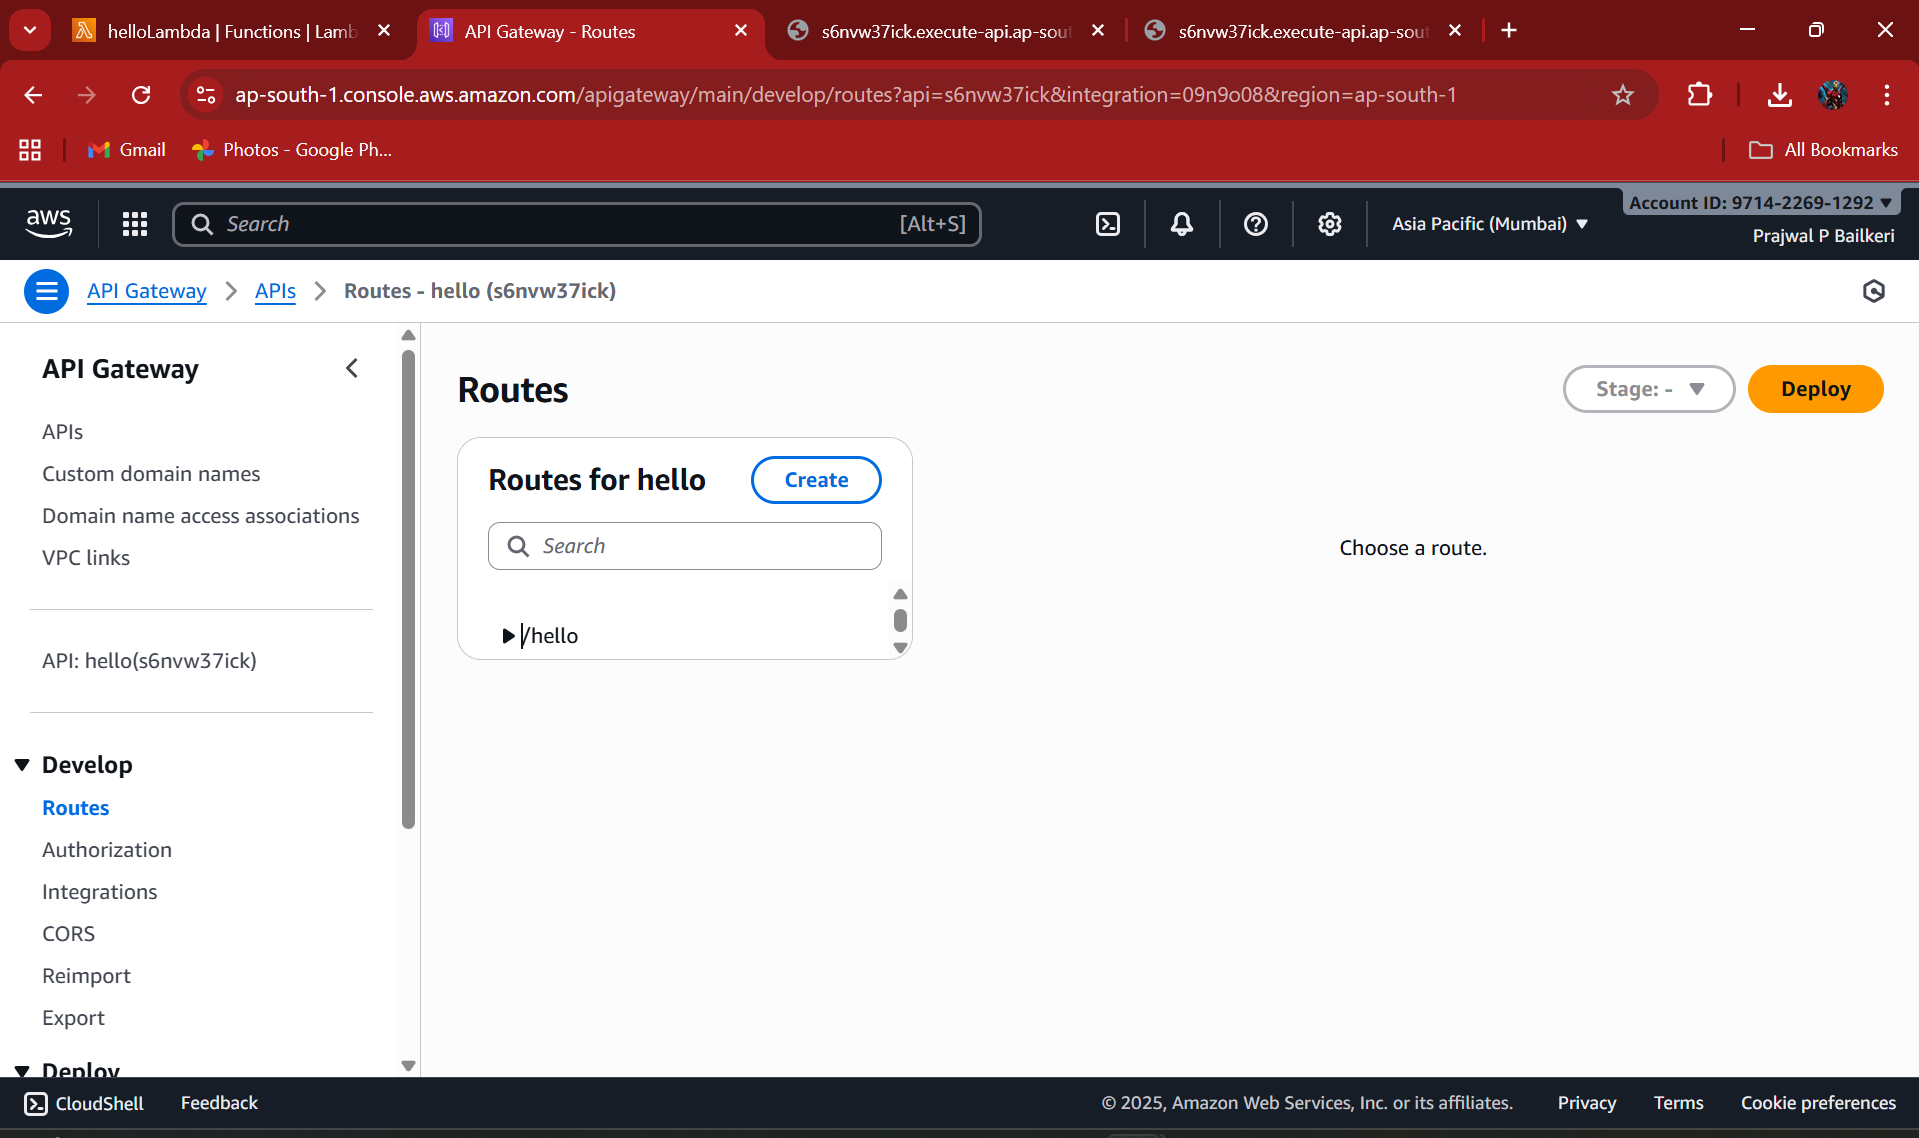 helloLambda | Functions | Lamb
API Gateway - Routes
s6nvw37ick.execute-api.ap-sout
s6nvw37ick.execute-api.ap-sout
ap-south-1.console.aws.amazon.com/apigateway/main/develop/routes?api=s6nvw37ick&integration=09n9o08&region=ap-south-1
Gmail
Photos - Google Ph...
All Bookmarks
aws
Search
[Alt+S]
Asia Pacific (Mumbai)
Account ID: 9714-2269-1292
Prajwal P Bailkeri
API Gateway
APIs
Routes - hello (s6nvw37ick)
API Gateway
APIs
Custom domain names
Domain name access associations
VPC links
API: hello(s6nvw37ick)
Develop
Routes
Authorization
Integrations
CORS
Reimport
Export
Deploy
Routes
Stage: -
Deploy
Routes for hello
Create
Search
/hello
Choose a route.
CloudShell
Feedback
© 2025, Amazon Web Services, Inc. or its affiliates.
Privacy
Terms
Cookie preferences